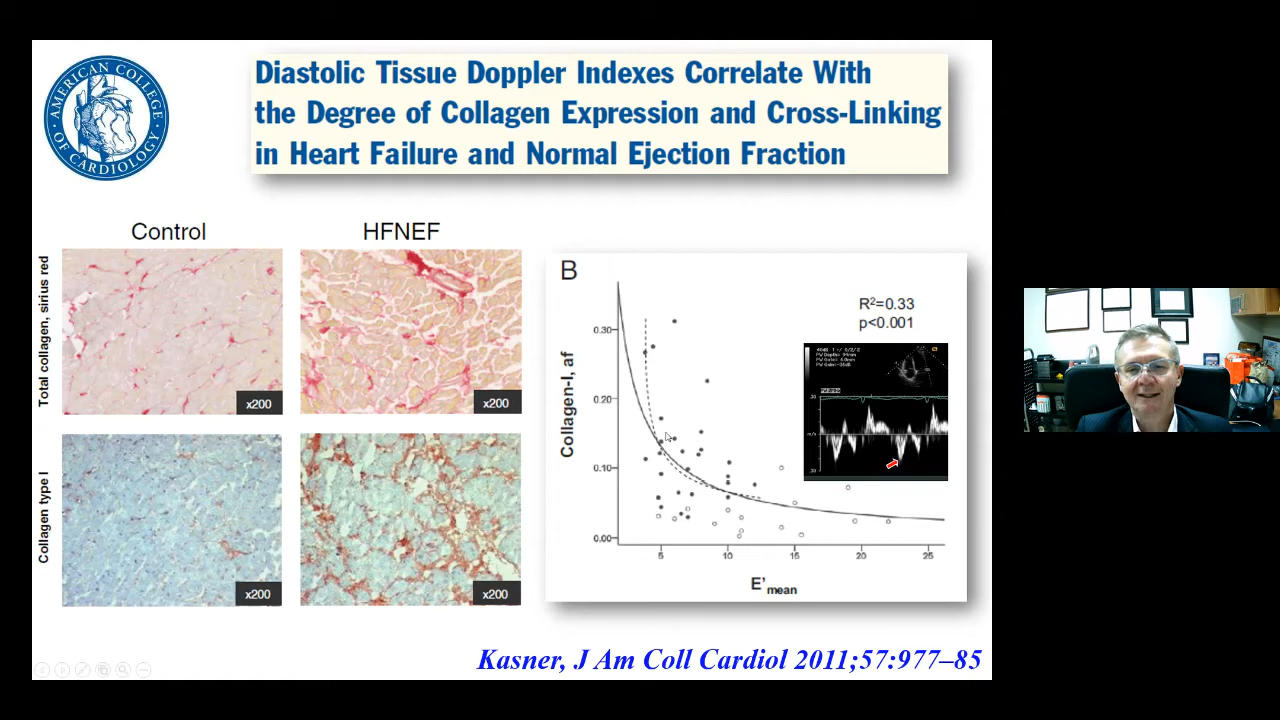 AMERICAN COLLEGE
· OF CARDIOLOGY ·
Diastolic Tissue Doppler Indexes Correlate With
the Degree of Collagen Expression and Cross-Linking
in Heart Failure and Normal Ejection Fraction
Control
HFNEF
Total collagen, sirius red
x200
x200
Collagen type I
x200
x200
B
R²=0.33
p<0.001
Collagen-I, af
0.30
0.20
0.10
0.00
5
10
15
20
25
E'mean
Kasner, J Am Coll Cardiol 2011;57:977–85